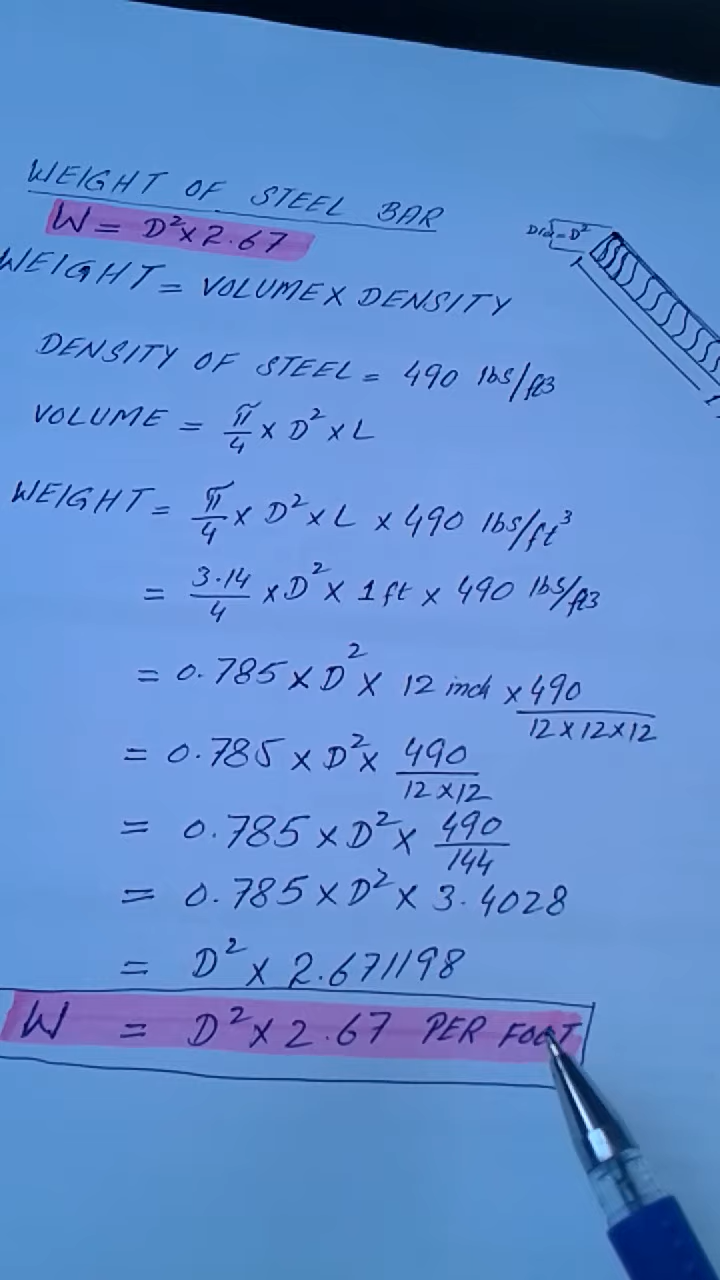 WEIGHT OF STEEL BAR
W = D²x2.67
Dia=D²
WEIGHT = VOLUME X DENSITY
DENSITY OF STEEL = 490 lbs/ft3
VOLUME = π/4 x D² x L
WEIGHT = π/4 x D² x L x 490 lbs/ft³
= 3.14/4 x D² x 1 ft x 490 lbs/ft3
= 0.785 x D² x 12 inch x 490/12x12x12
= 0.785 x D² x 490/12x12
= 0.785 x D² x 490/144
= 0.785 x D² x 3.4028
= D² x 2.671198
W = D² x 2.67 PER FOOT